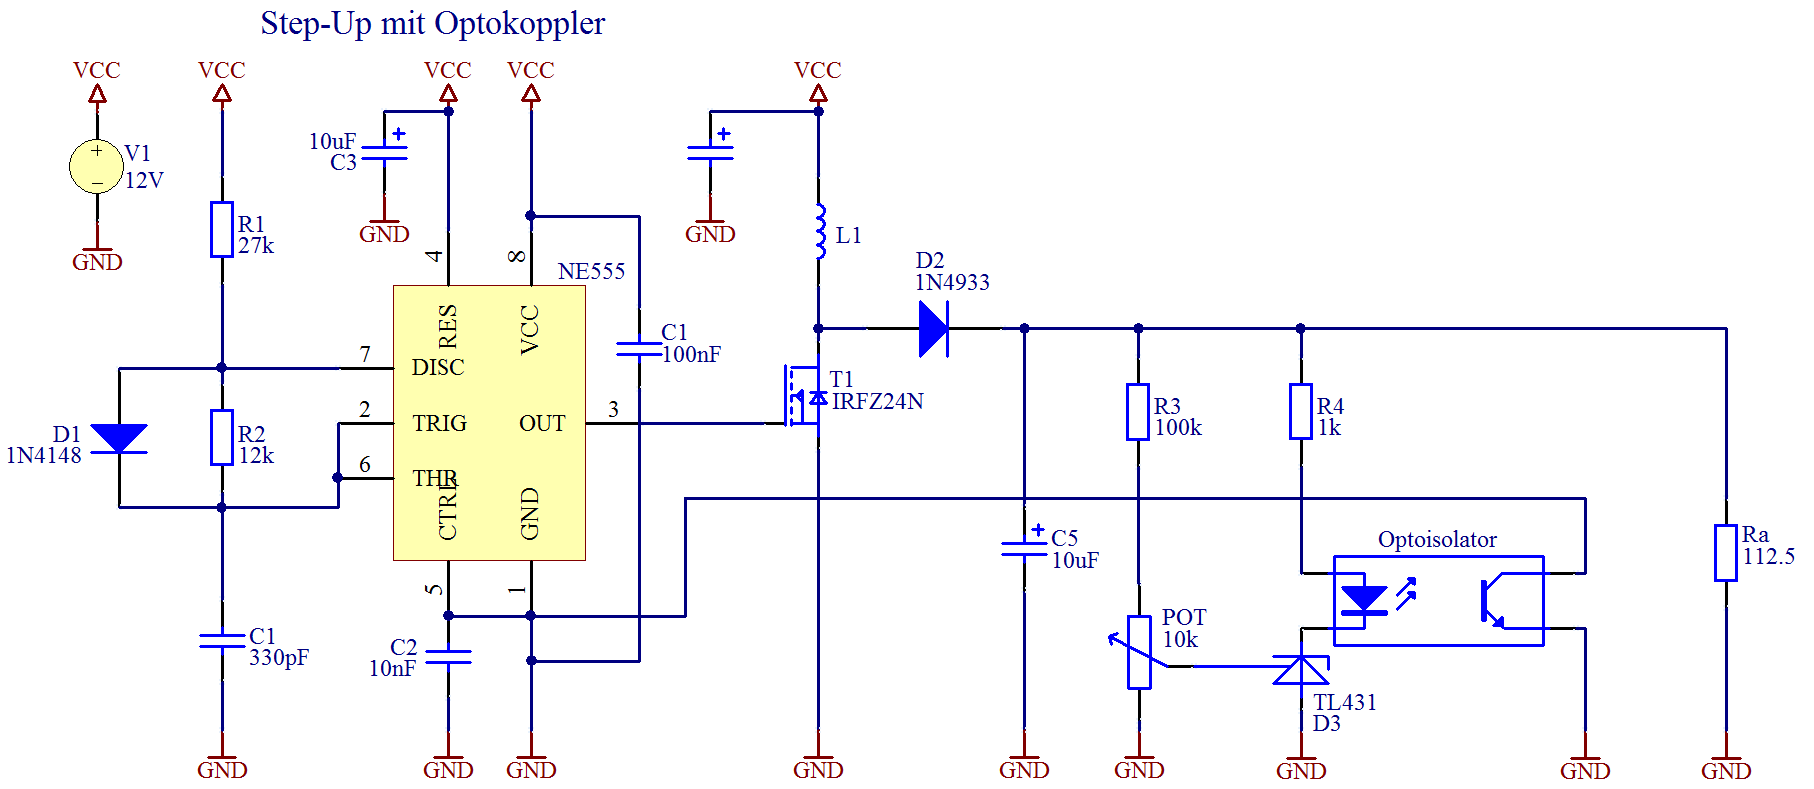 Step-Up mit Optokoppler
VCC
VCC
VCC
VCC
VCC
V1
12V
GND
R1
27k
10uF
C3
GND
GND
L1
D2
1N4933
4
8
NE555
RES
VCC
C1
100nF
7
DISC
2
TRIG
OUT
3
6
THR
CTRL
GND
5
1
D1
1N4148
R2
12k
T1
IRFZ24N
R3
100k
R4
1k
C5
10uF
Optoisolator
Ra
112.5
C1
330pF
C2
10nF
POT
10k
TL431
D3
GND
GND
GND
GND
GND
GND
GND
GND
GND